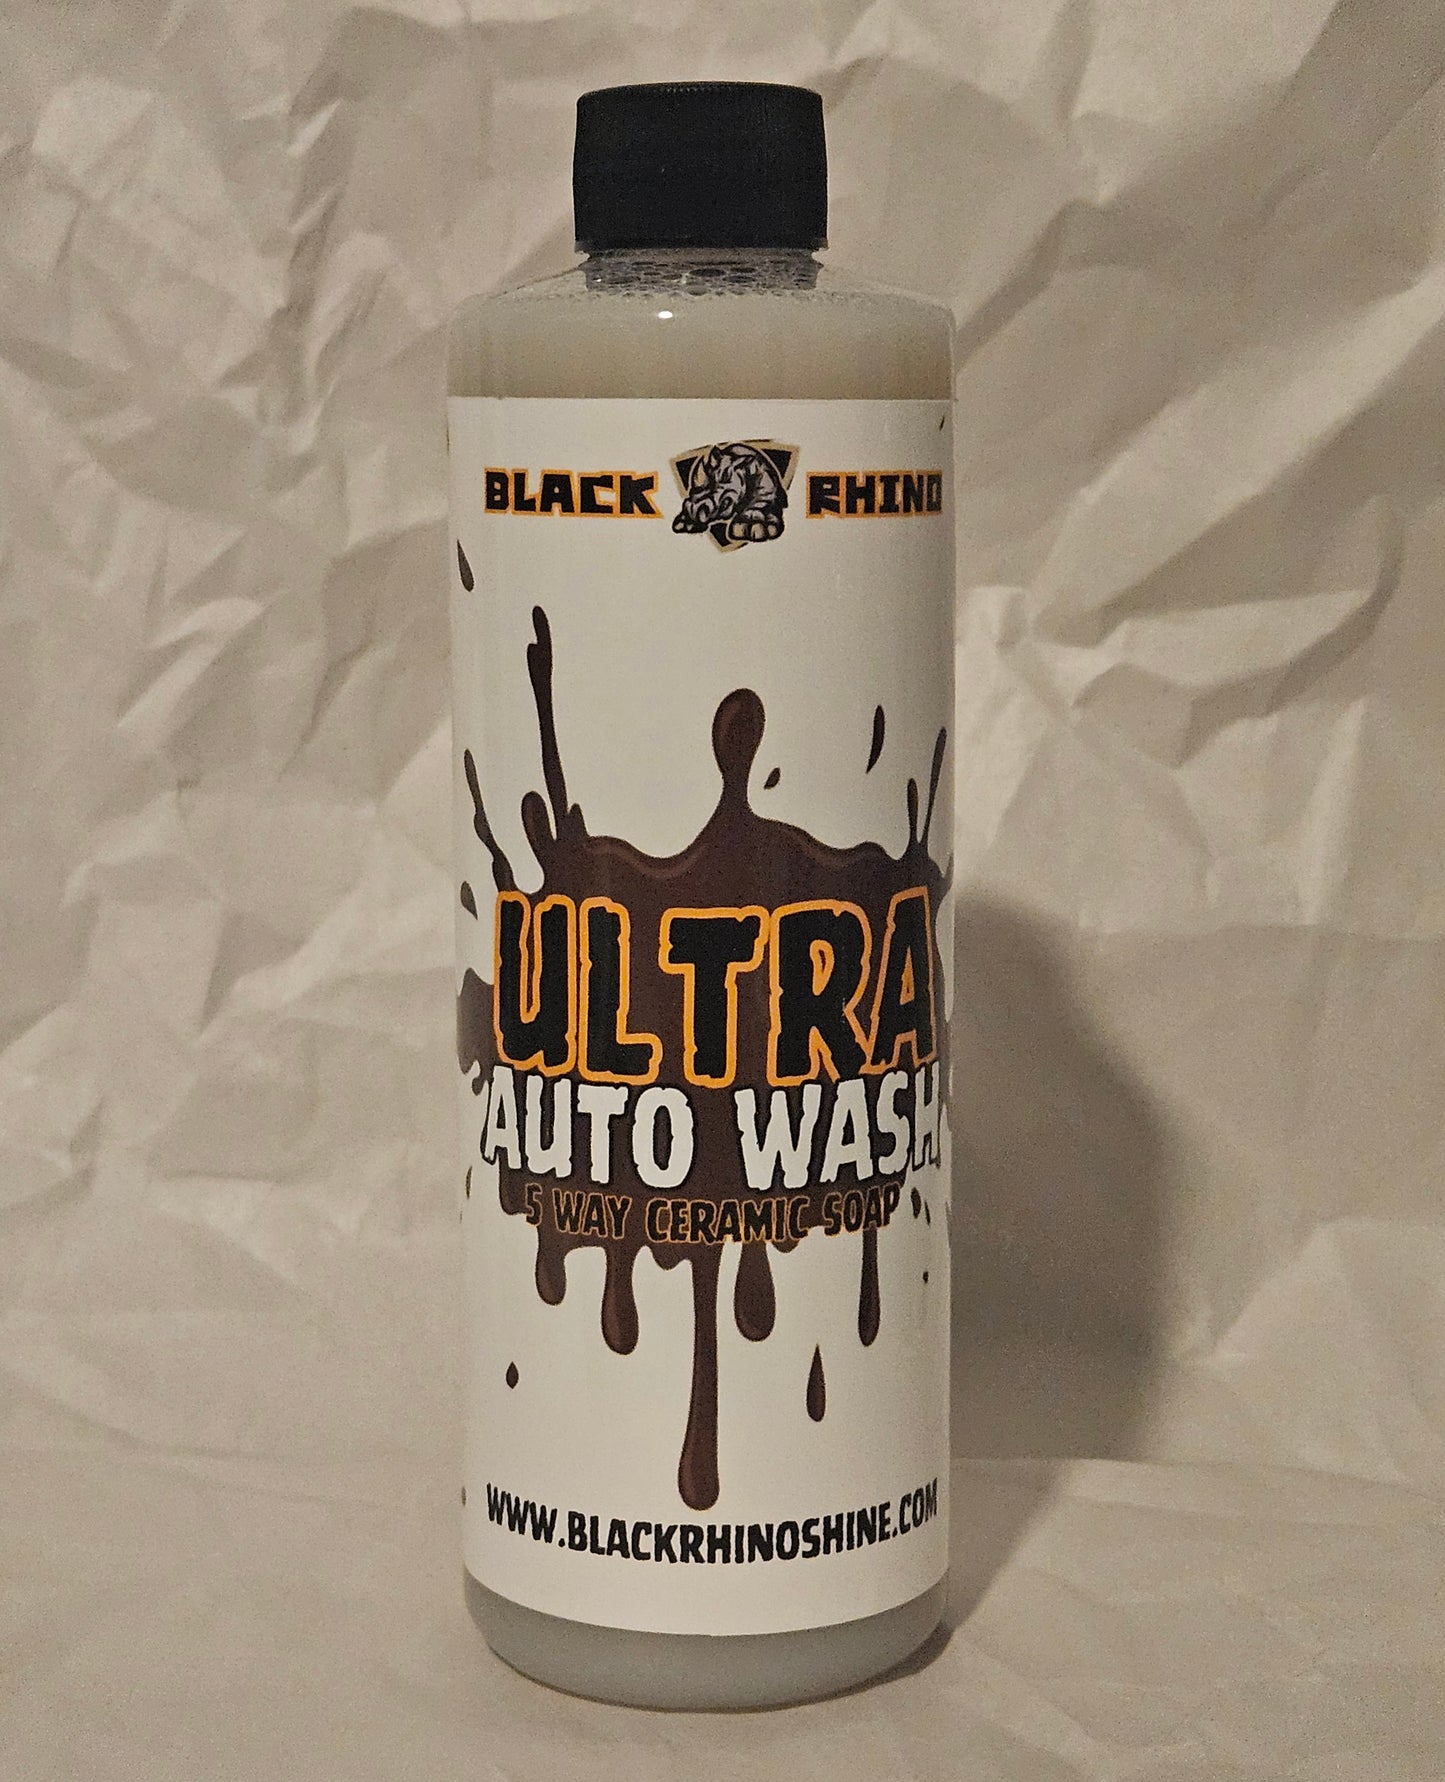 BLACK RHINO
ULTRA
AUTO WASH
5 WAY CERAMIC SOAP
WWW.BLACKRHINOSHINE.COM